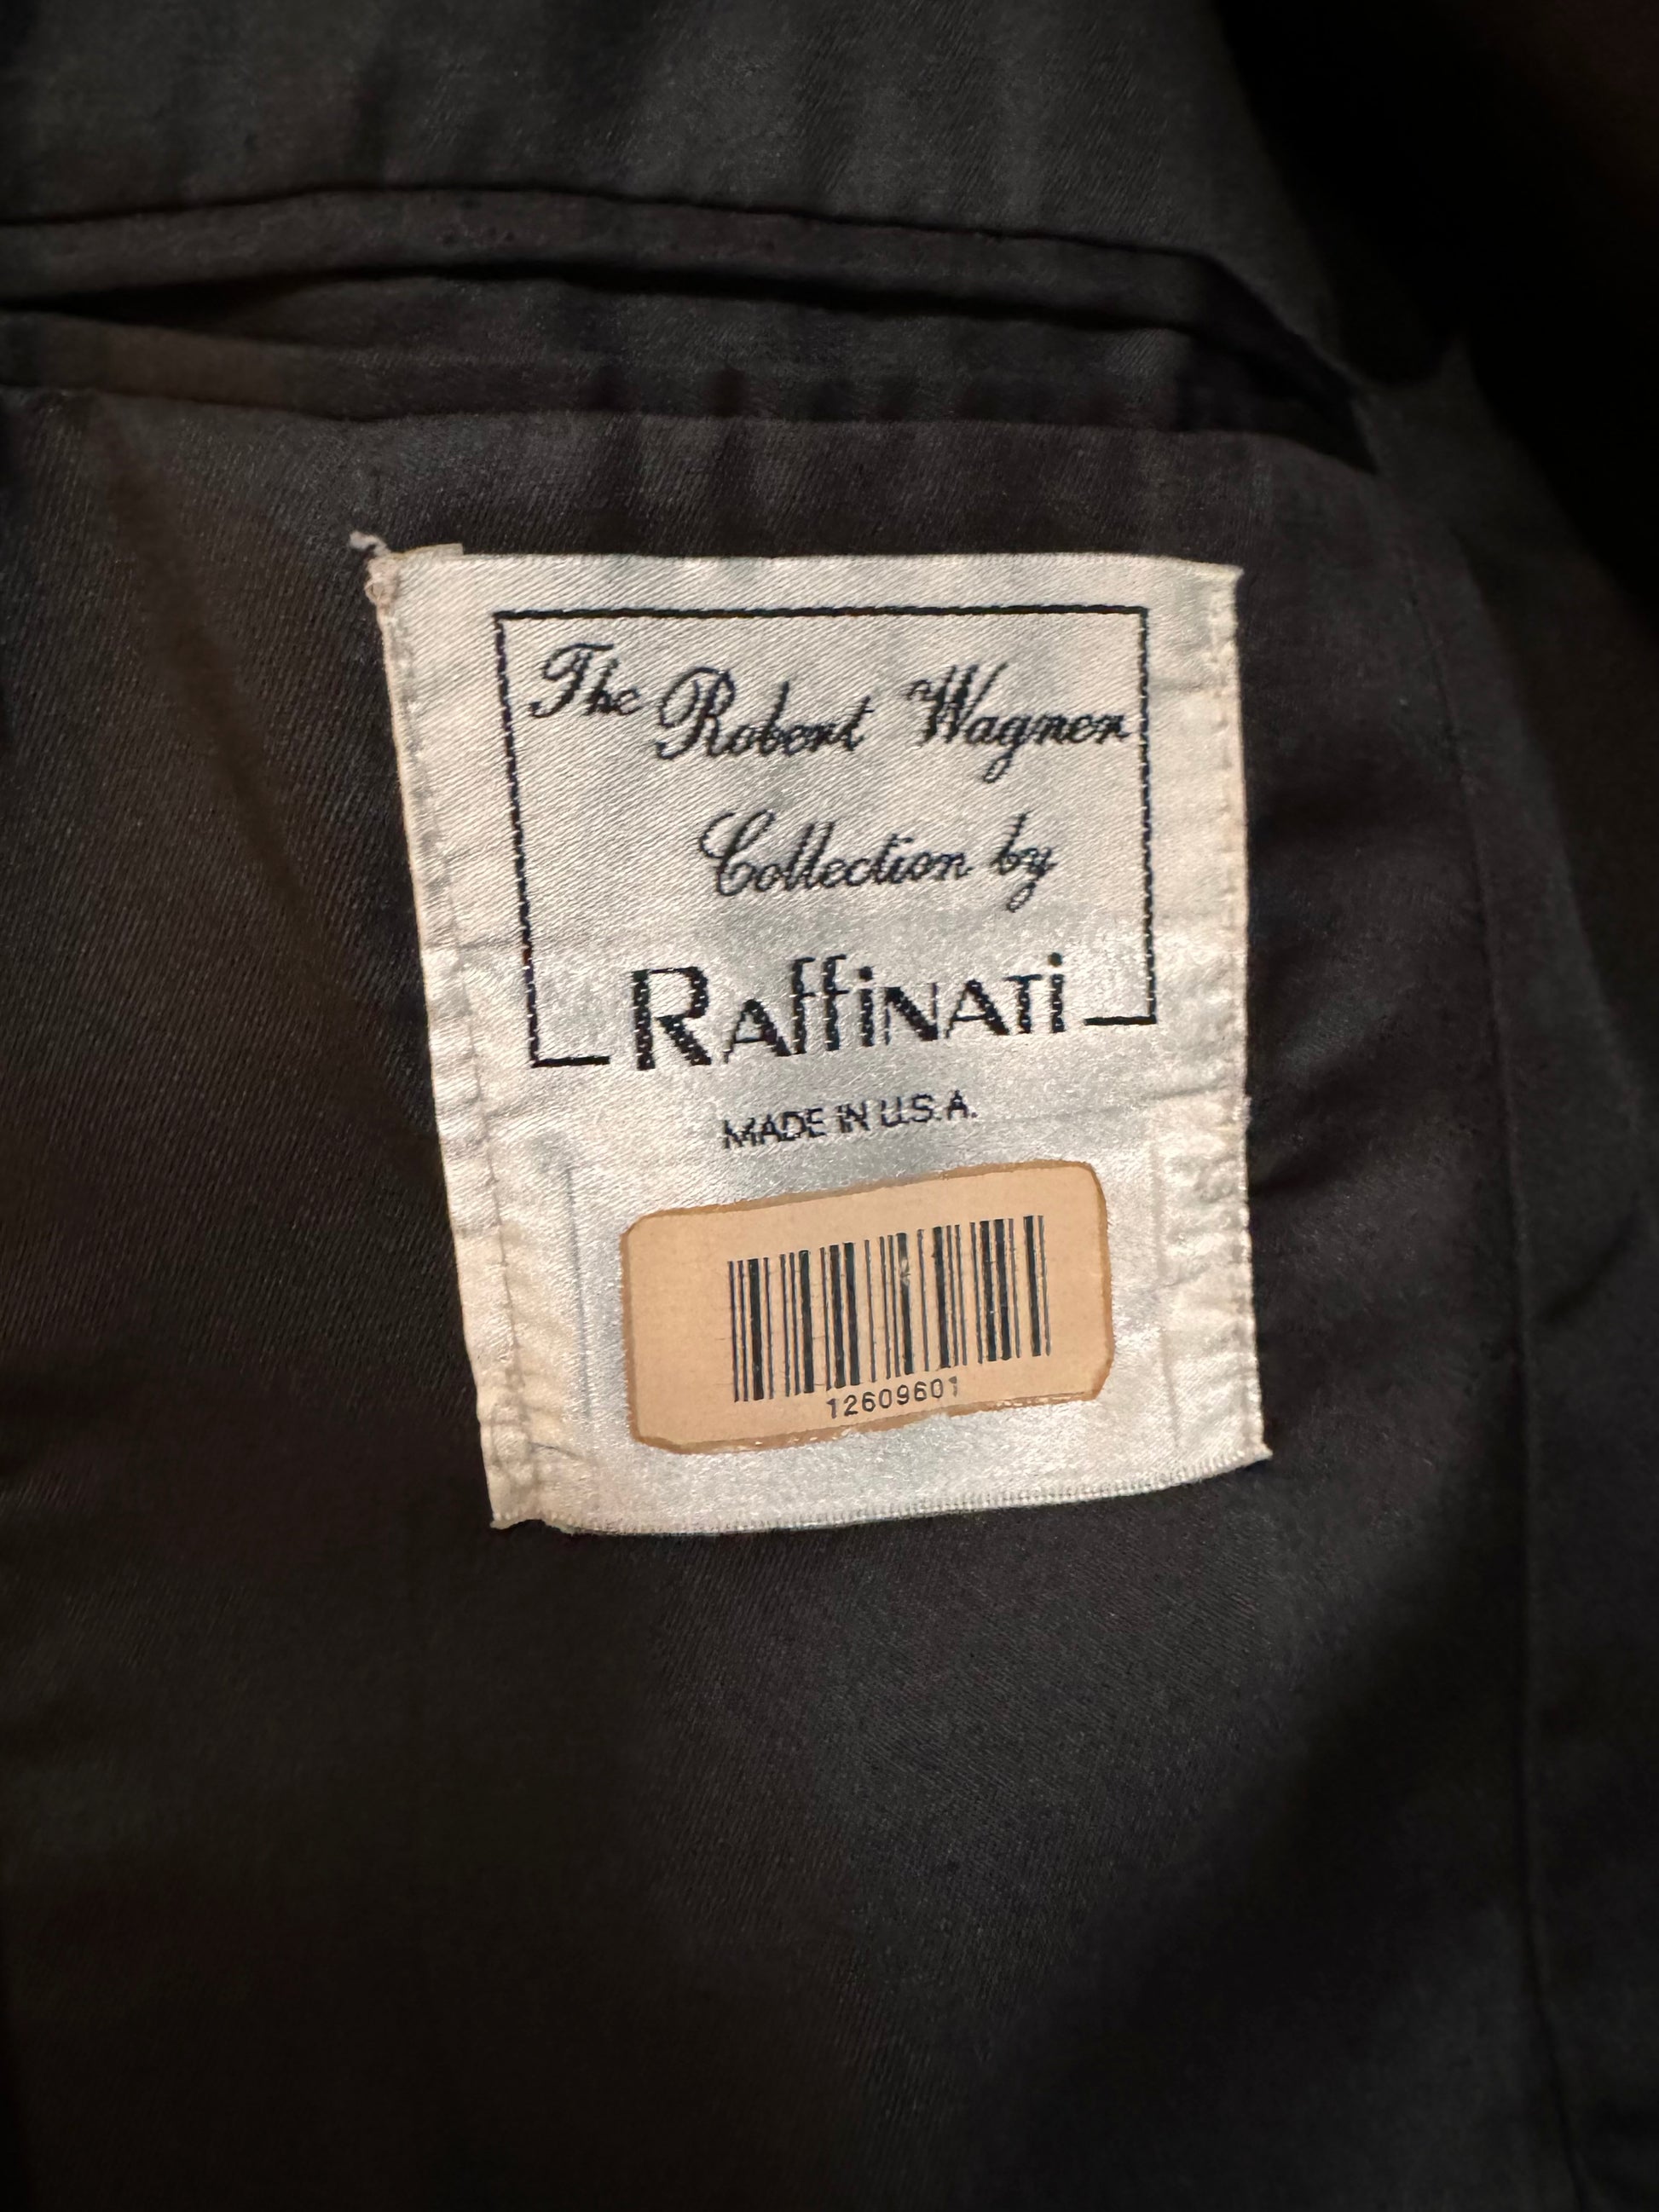 The Robert Wagner
Collection by
RAffiNATi
MADE IN U.S.A.
12609601